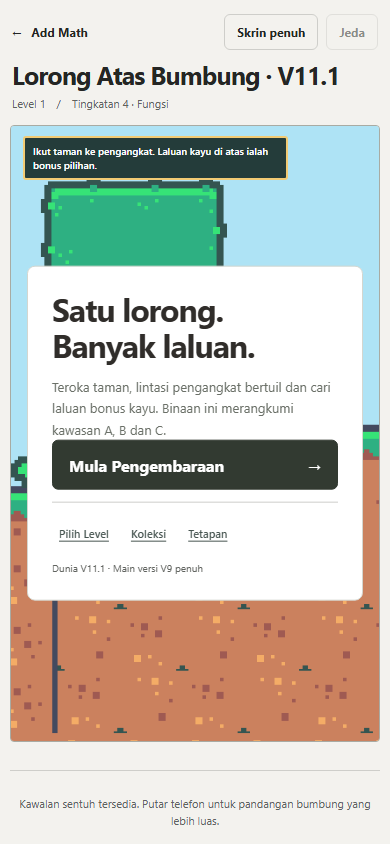 ← Add Math
Skrin penuh
Jeda
Lorong Atas Bumbung · V11.1
Level 1 / Tingkatan 4 · Fungsi
Ikut taman ke pengangkat. Laluan kayu di atas ialah
bonus pilihan.
Satu lorong.
Banyak laluan.
Teroka taman, lintasi pengangkat bertuil dan cari
laluan bonus kayu. Binaan ini merangkumi
kawasan A, B dan C.
Mula Pengembaraan →
Pilih Level
Koleksi
Tetapan
Dunia V11.1 · Main versi V9 penuh
Kawalan sentuh tersedia. Putar telefon untuk pandangan bumbung yang
lebih luas.